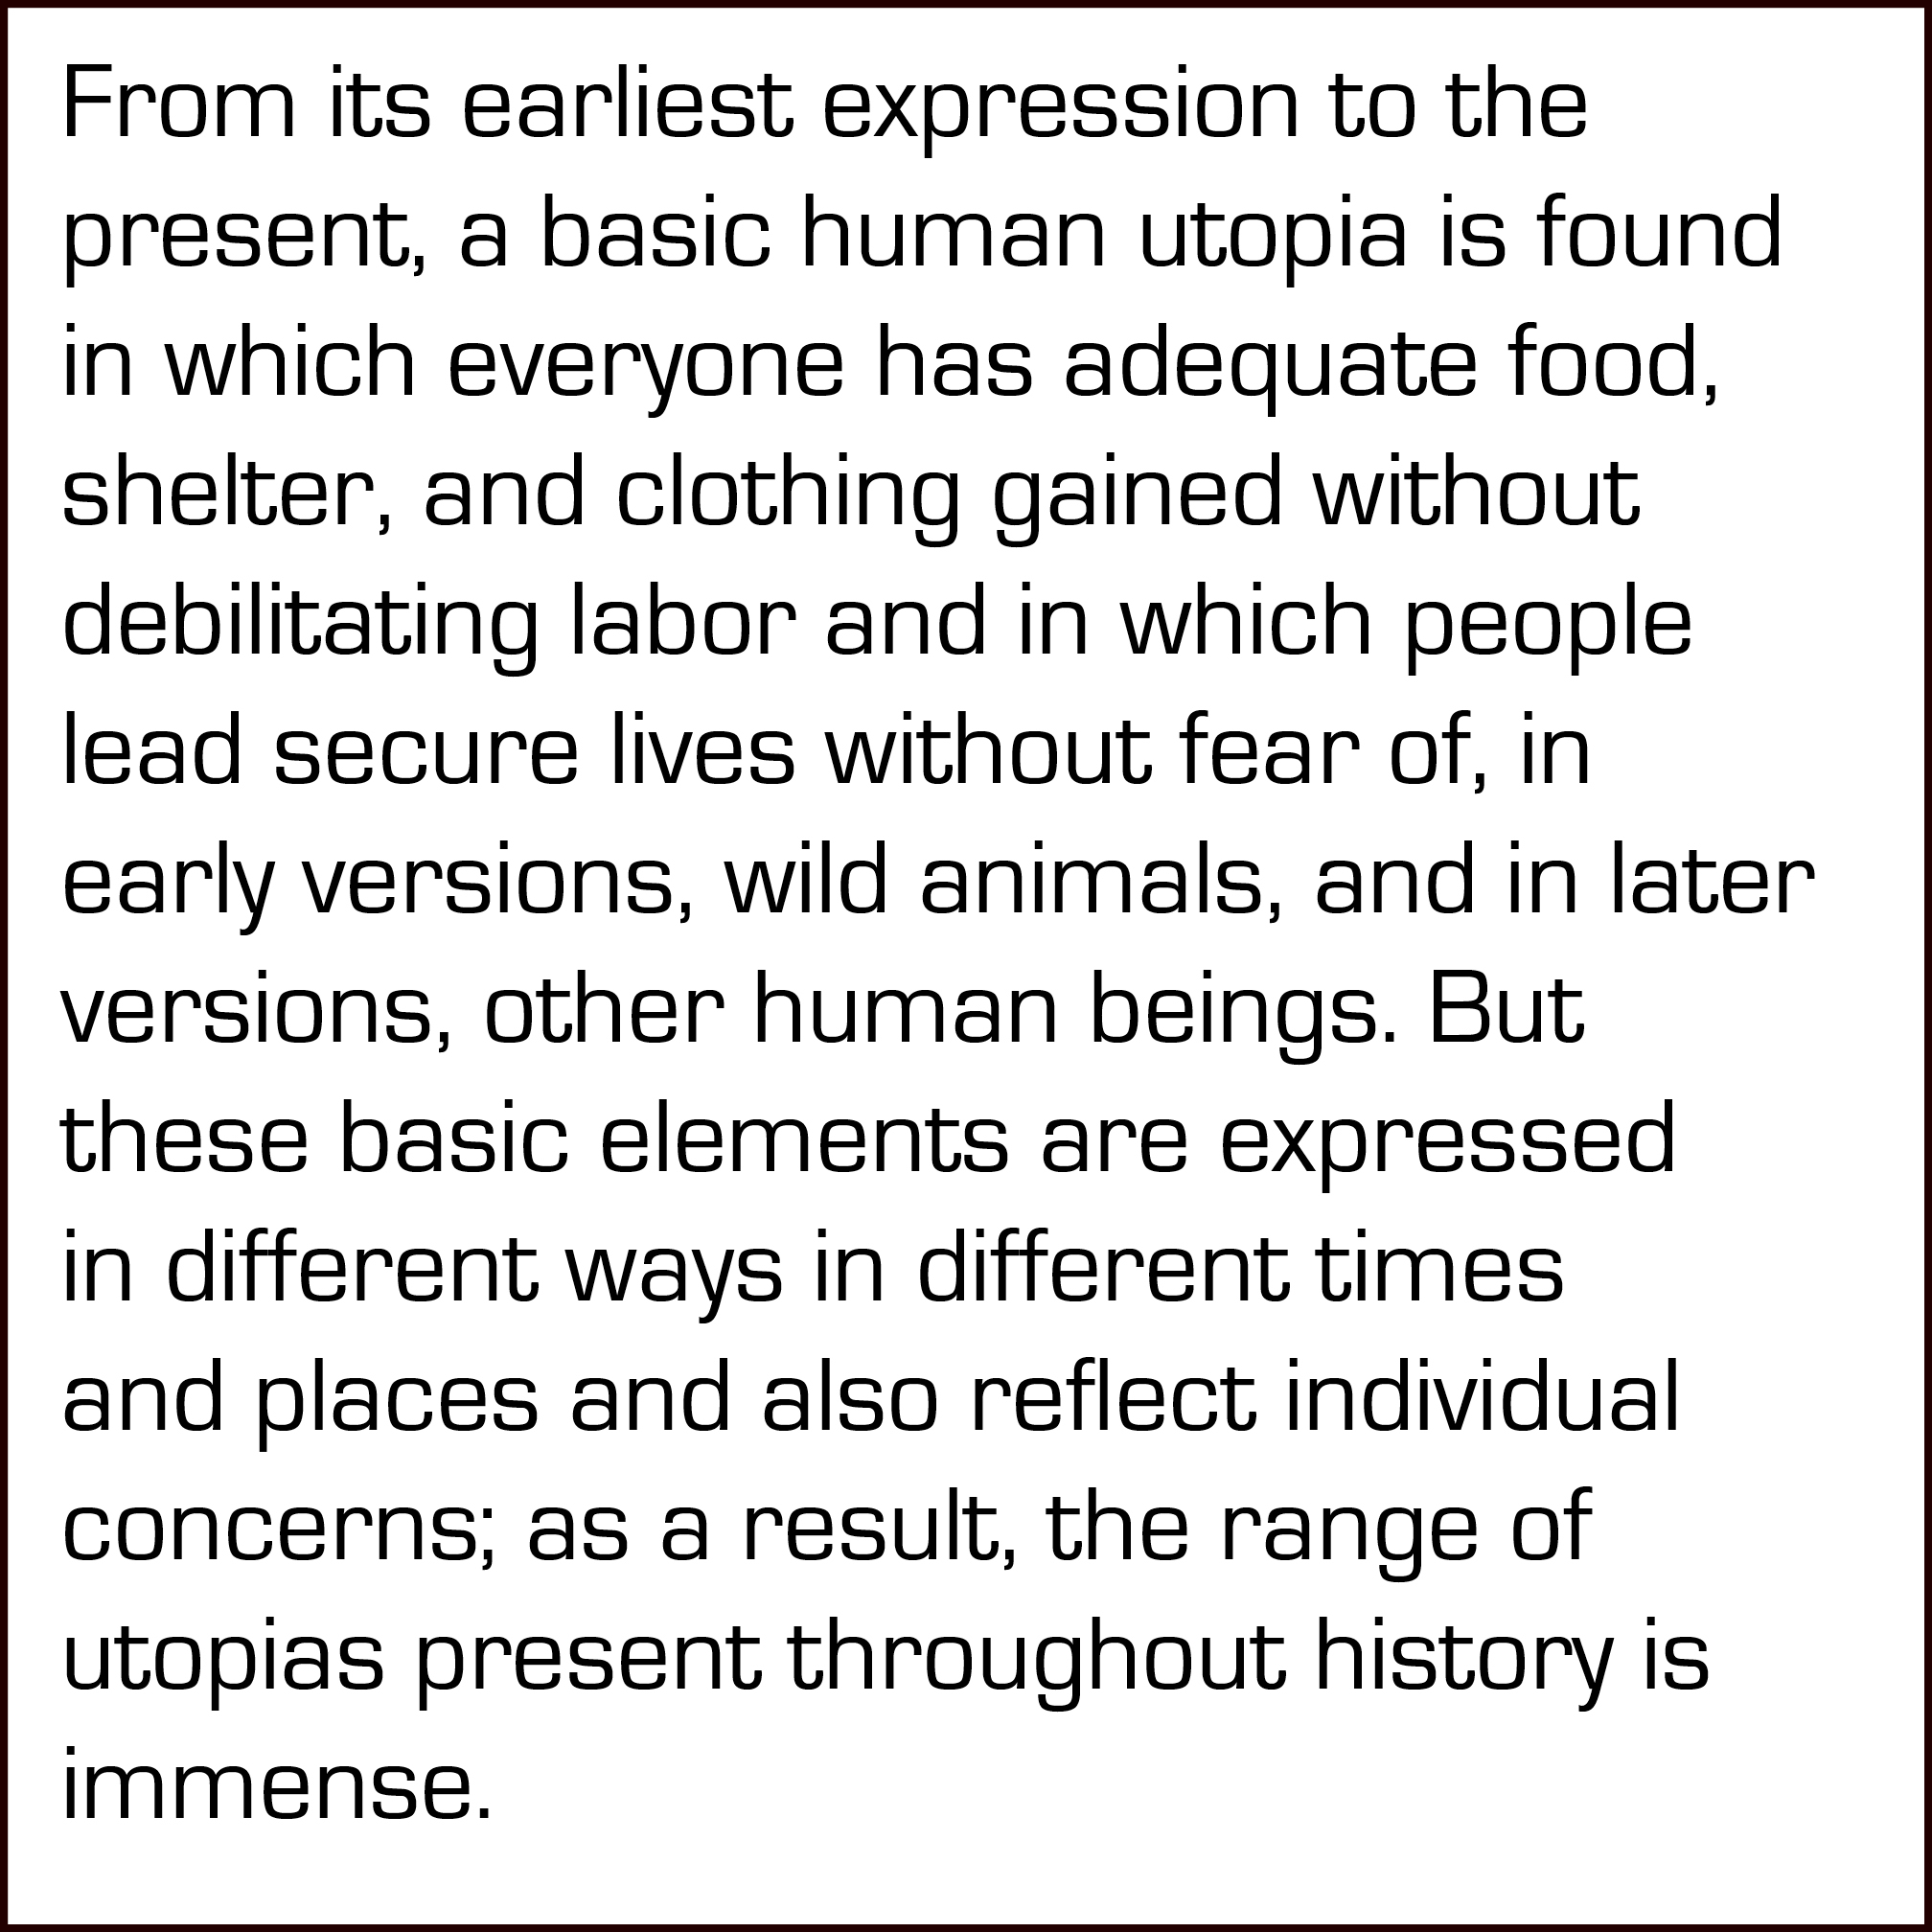 From its earliest expression to the
present, a basic human utopia is found
in which everyone has adequate food,
shelter, and clothing gained without
debilitating labor and in which people
lead secure lives without fear of, in
early versions, wild animals, and in later
versions, other human beings. But
these basic elements are expressed
in different ways in different times
and places and also reflect individual
concerns; as a result, the range of
utopias present throughout history is
immense.